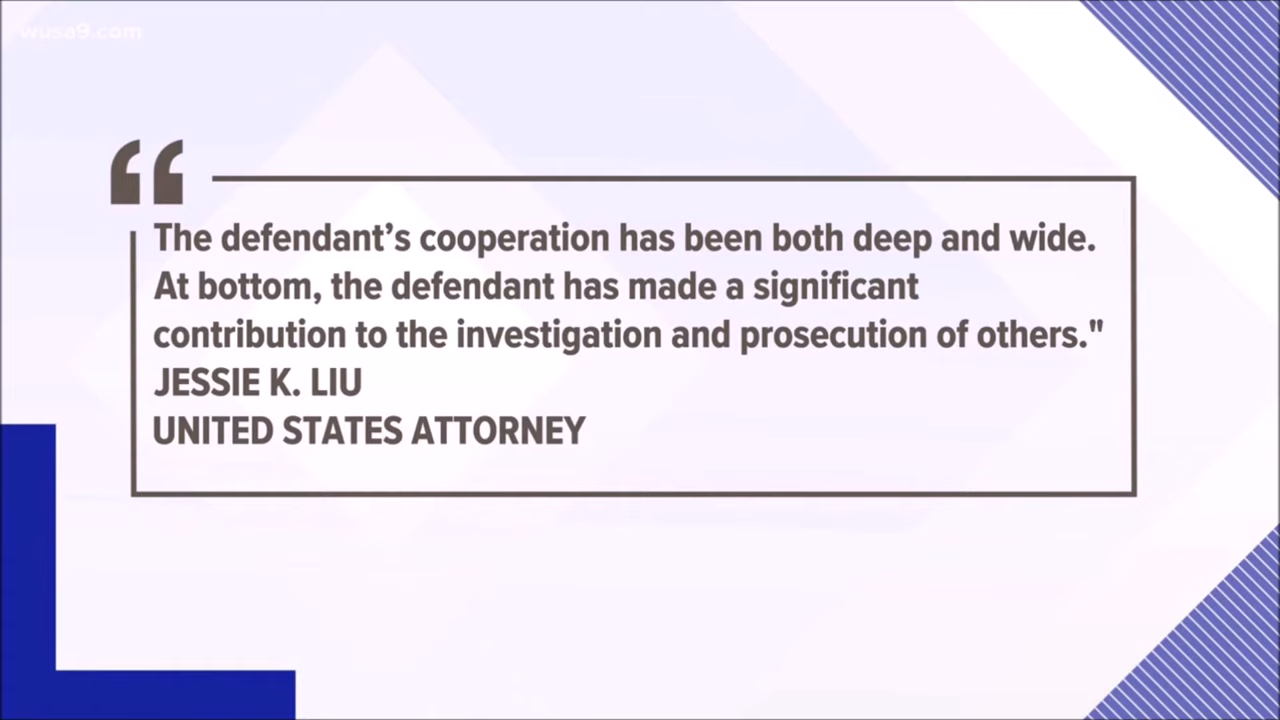 wusa9.com
“
The defendant’s cooperation has been both deep and wide.
At bottom, the defendant has made a significant
contribution to the investigation and prosecution of others."
JESSIE K. LIU
UNITED STATES ATTORNEY